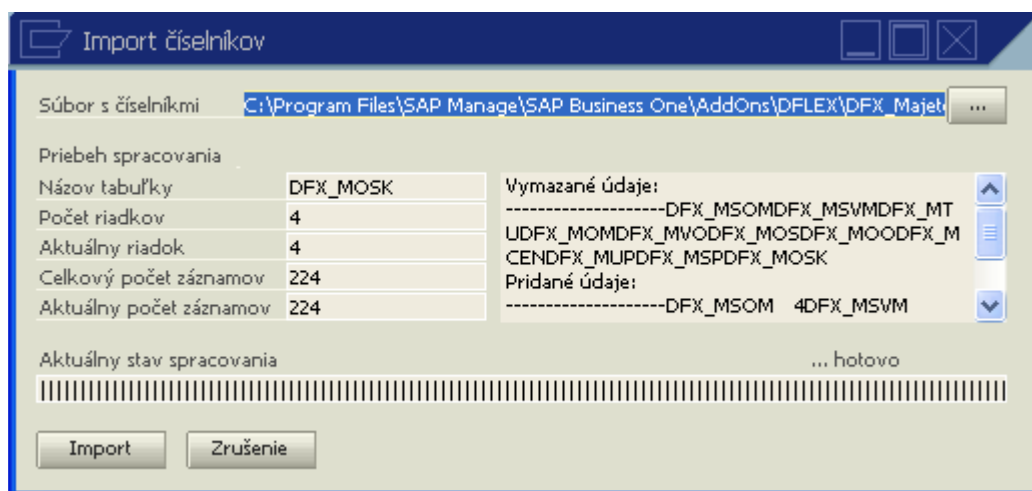 Import číselníkov
Súbor s číselníkmi C:\Program Files\SAP Manage\SAP Business One\AddOns\DFLEX\DFX_Majet ...
Priebeh spracovania
Názov tabuľky DFX_MOSK
Počet riadkov 4
Aktuálny riadok 4
Celkový počet záznamov 224
Aktuálny počet záznamov 224
Vymazané údaje:
--------------------DFX_MSOMDFX_MSVMDFX_MT
UDFX_MOMDFX_MVODFX_MOSDFX_MOODFX_M
CENDFX_MUPDFX_MSPDFX_MOSK
Pridané údaje:
--------------------DFX_MSOM 4DFX_MSVM
Aktuálny stav spracovania ... hotovo
Import Zrušenie